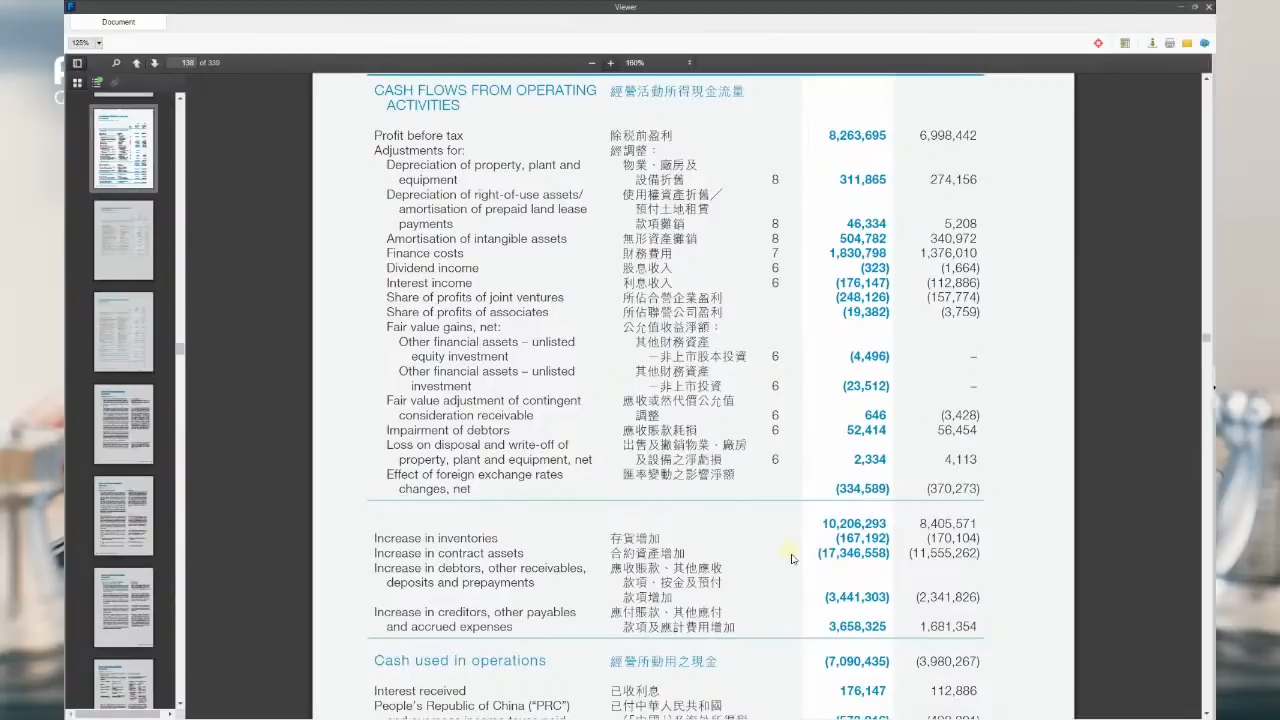 Viewer
Document
125%
138 of 339
160%
CASH FLOWS FROM OPERATING 經營活動所得現金流量
ACTIVITIES
Profit before tax 除税前盈利 8,263,695 6,998,442
Adjustments for: 經調整:
Depreciation of property, plant and 物業、廠房及
equipment 設備折舊 8 311,865 274,156
Depreciation of right-of-use assets/ 使用權資產折舊/
amortisation of prepaid land lease 預付土地租賃
payments 款項攤銷 8 46,334 5,208
Amortisation of intangible assets 無形資產攤銷 8 504,782 340,972
Finance costs 財務費用 7 1,830,798 1,376,010
Dividend income 股息收入 6 (323) (1,664)
Interest income 利息收入 6 (176,147) (112,886)
Share of profits of joint ventures 所佔合營企業盈利 (248,126) (157,774)
Share of profits of associates 所佔聯營公司盈利 (19,382) (3,759)
Fair value gains, net: 公允值收益淨額:
Other financial assets – unlisted 其他財務資產
equity investment －非上市股本投資 6 (4,496) –
Other financial assets – unlisted 其他財務資產
investment －非上市投資 6 (23,512) –
Fair value adjustment of contingent 應收或然代價公允值
consideration receivable 調整 6 646 (3,428)
Impairment of debtors 應收賬款耗損 6 52,414 56,454
Loss on disposal and write-off of 出售及撇銷物業、廠房
property, plant and equipment, net 及設備之淨虧損 6 2,334 4,113
Effect of foreign exchange rates 匯率變動之影響淨額
changes, net (334,589) (370,273)
10,206,293 8,405,571
Increase in inventories 存貨增加 (167,192) (170,104)
Increase in contract assets 合約資產增加 (17,346,558) (11,555,262)
Increase in debtors, other receivables, 應收賬款、其他應收
deposits and prepayments 款項、按金及預付
款項增加 (3,441,303) (2,341,826)
Increase in creditors, other payables 應付賬款、其他應付
and accrued expenses 款項及應計費用增加 3,658,325 1,681,354
Cash used in operations 經營所動用之現金 (7,090,435) (3,980,267)
Interest received 已收利息 176,147 112,886
People's Republic of China ("PRC") 已付中華人民共和國